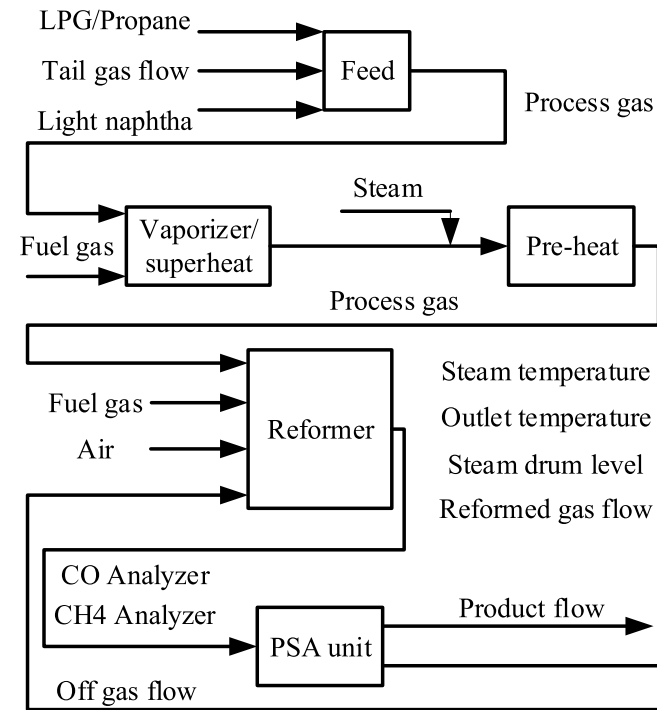 LPG/Propane
Tail gas flow
Feed
Light naphtha
Process gas
Steam
Fuel gas
Vaporizer/
superheat
Pre-heat
Process gas
Steam temperature
Fuel gas
Outlet temperature
Reformer
Air
Steam drum level
Reformed gas flow
CO Analyzer
CH4 Analyzer
PSA unit
Product flow
Off gas flow